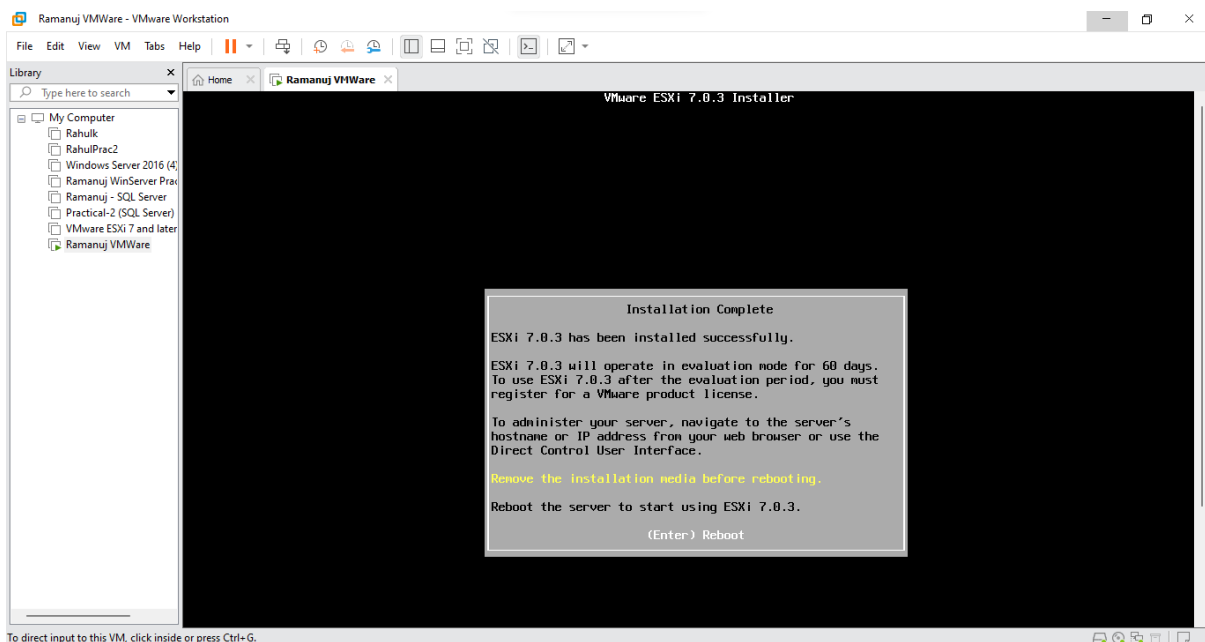 Ramanuj VMWare - VMware Workstation
File Edit View VM Tabs Help
Library
Type here to search
My Computer
Rahulk
RahulPrac2
Windows Server 2016 (4)
Ramanuj WinServer Prac
Ramanuj - SQL Server
Practical-2 (SQL Server)
VMware ESXi 7 and later
Ramanuj VMWare
Home Ramanuj VMWare
VMware ESXi 7.0.3 Installer
Installation Complete
ESXi 7.0.3 has been installed successfully.
ESXi 7.0.3 will operate in evaluation mode for 60 days.
To use ESXi 7.0.3 after the evaluation period, you must
register for a VMware product license.
To administer your server, navigate to the server's
hostname or IP address from your web browser or use the
Direct Control User Interface.
Remove the installation media before rebooting.
Reboot the server to start using ESXi 7.0.3.
(Enter) Reboot
To direct input to this VM, click inside or press Ctrl+G.